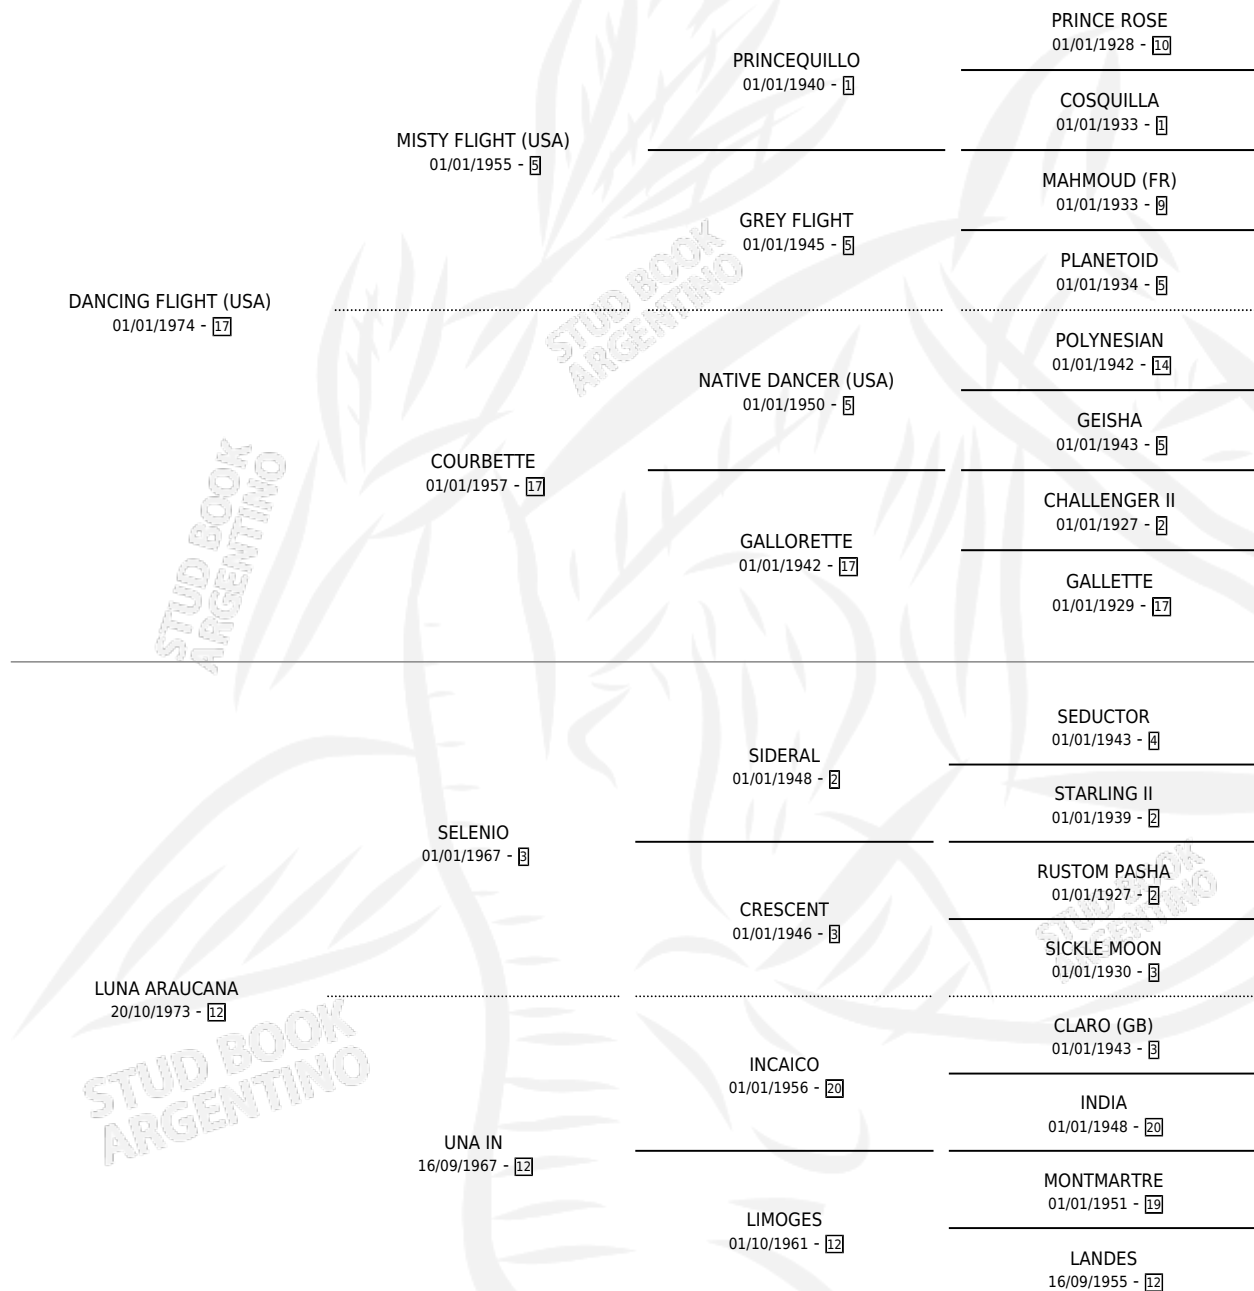 PRINCE ROSE
01/01/1928 - 10
PRINCEQUILLO
01/01/1940 - 1
COSQUILLA
01/01/1933 - 1
MISTY FLIGHT (USA)
01/01/1955 - 5
MAHMOUD (FR)
01/01/1933 - 9
GREY FLIGHT
01/01/1945 - 5
PLANETOID
01/01/1934 - 5
DANCING FLIGHT (USA)
01/01/1974 - 17
POLYNESIAN
01/01/1942 - 14
NATIVE DANCER (USA)
01/01/1950 - 5
GEISHA
01/01/1943 - 5
COURBETTE
01/01/1957 - 17
CHALLENGER II
01/01/1927 - 2
GALLORETTE
01/01/1942 - 17
GALLETTE
01/01/1929 - 17
SEDUCTOR
01/01/1943 - 4
SIDERAL
01/01/1948 - 2
STARLING II
01/01/1939 - 2
SELENIO
01/01/1967 - 3
RUSTOM PASHA
01/01/1927 - 2
CRESCENT
01/01/1946 - 3
SICKLE MOON
01/01/1930 - 3
LUNA ARAUCANA
20/10/1973 - 12
CLARO (GB)
01/01/1943 - 3
INCAICO
01/01/1956 - 20
INDIA
01/01/1948 - 20
UNA IN
16/09/1967 - 12
MONTMARTRE
01/01/1951 - 19
LIMOGES
01/10/1961 - 12
LANDES
16/09/1955 - 12
STUD BOOK
ARGENTINO
STUD BOOK
ARGENTINO
STUD BOOK
ARGENTINO
STUD BOOK
ARGENTINO